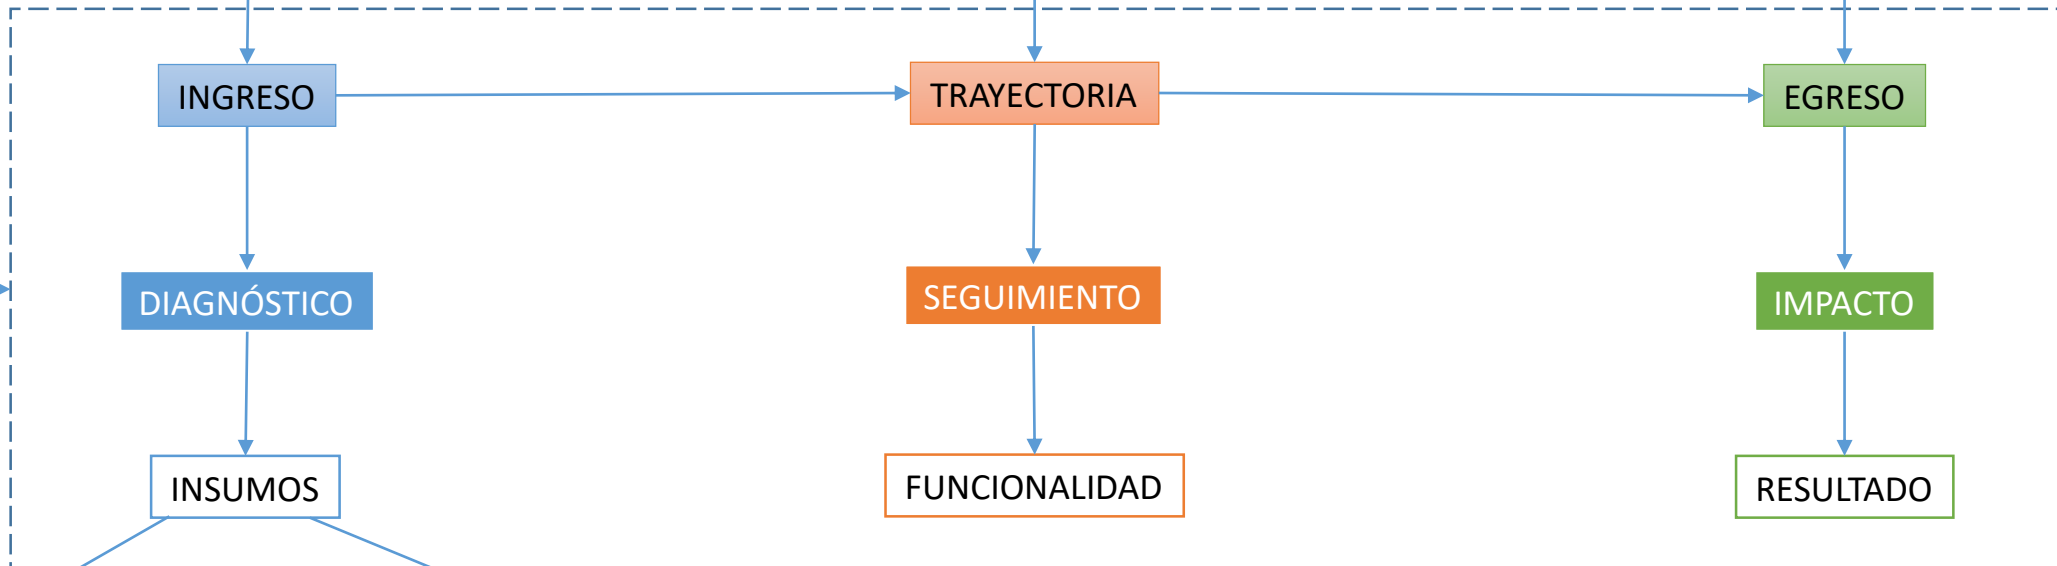 INGRESO
TRAYECTORIA
EGRESO
DIAGNÓSTICO
SEGUIMIENTO
IMPACTO
INSUMOS
FUNCIONALIDAD
RESULTADO